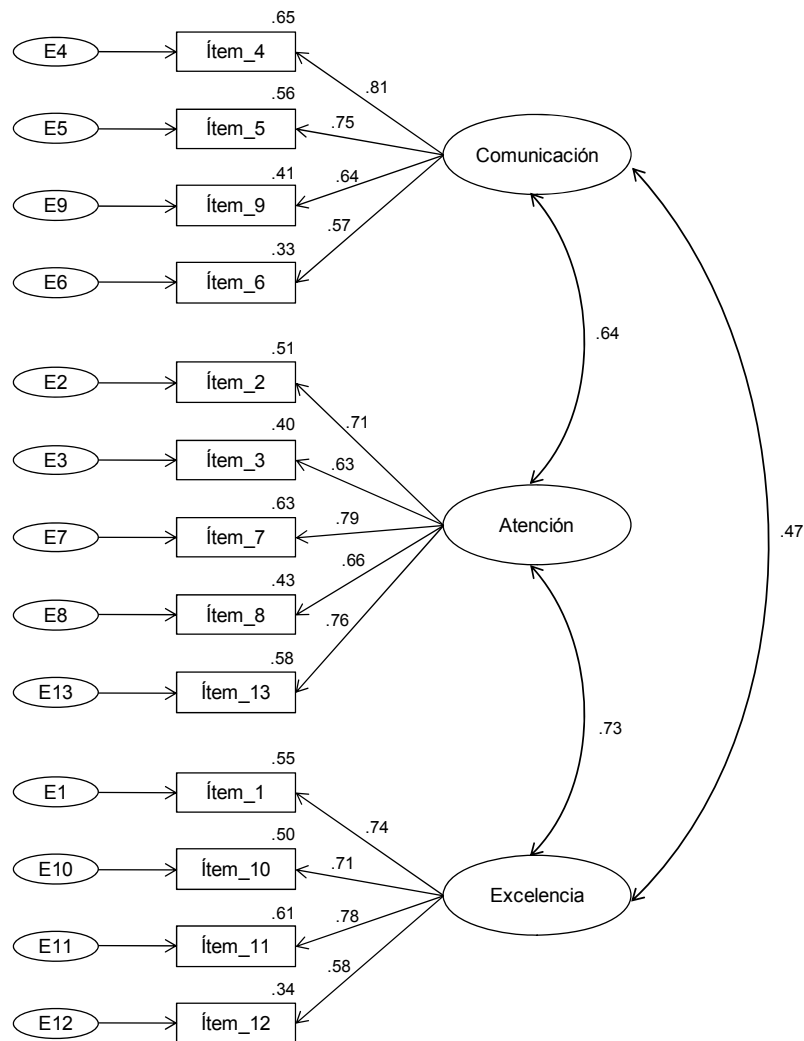 .65
E4
Ítem_4
.81
.56
E5
Ítem_5
.75
Comunicación
.41
E9
Ítem_9
.64
.57
.33
E6
Ítem_6
.64
.51
E2
Ítem_2
.71
.40
E3
Ítem_3
.63
.63
E7
Ítem_7
.79
Atención
.47
.66
.43
E8
Ítem_8
.76
.58
E13
Ítem_13
.73
.55
E1
Ítem_1
.74
.50
E10
Ítem_10
.71
Excelencia
.61
E11
Ítem_11
.78
.58
.34
E12
Ítem_12